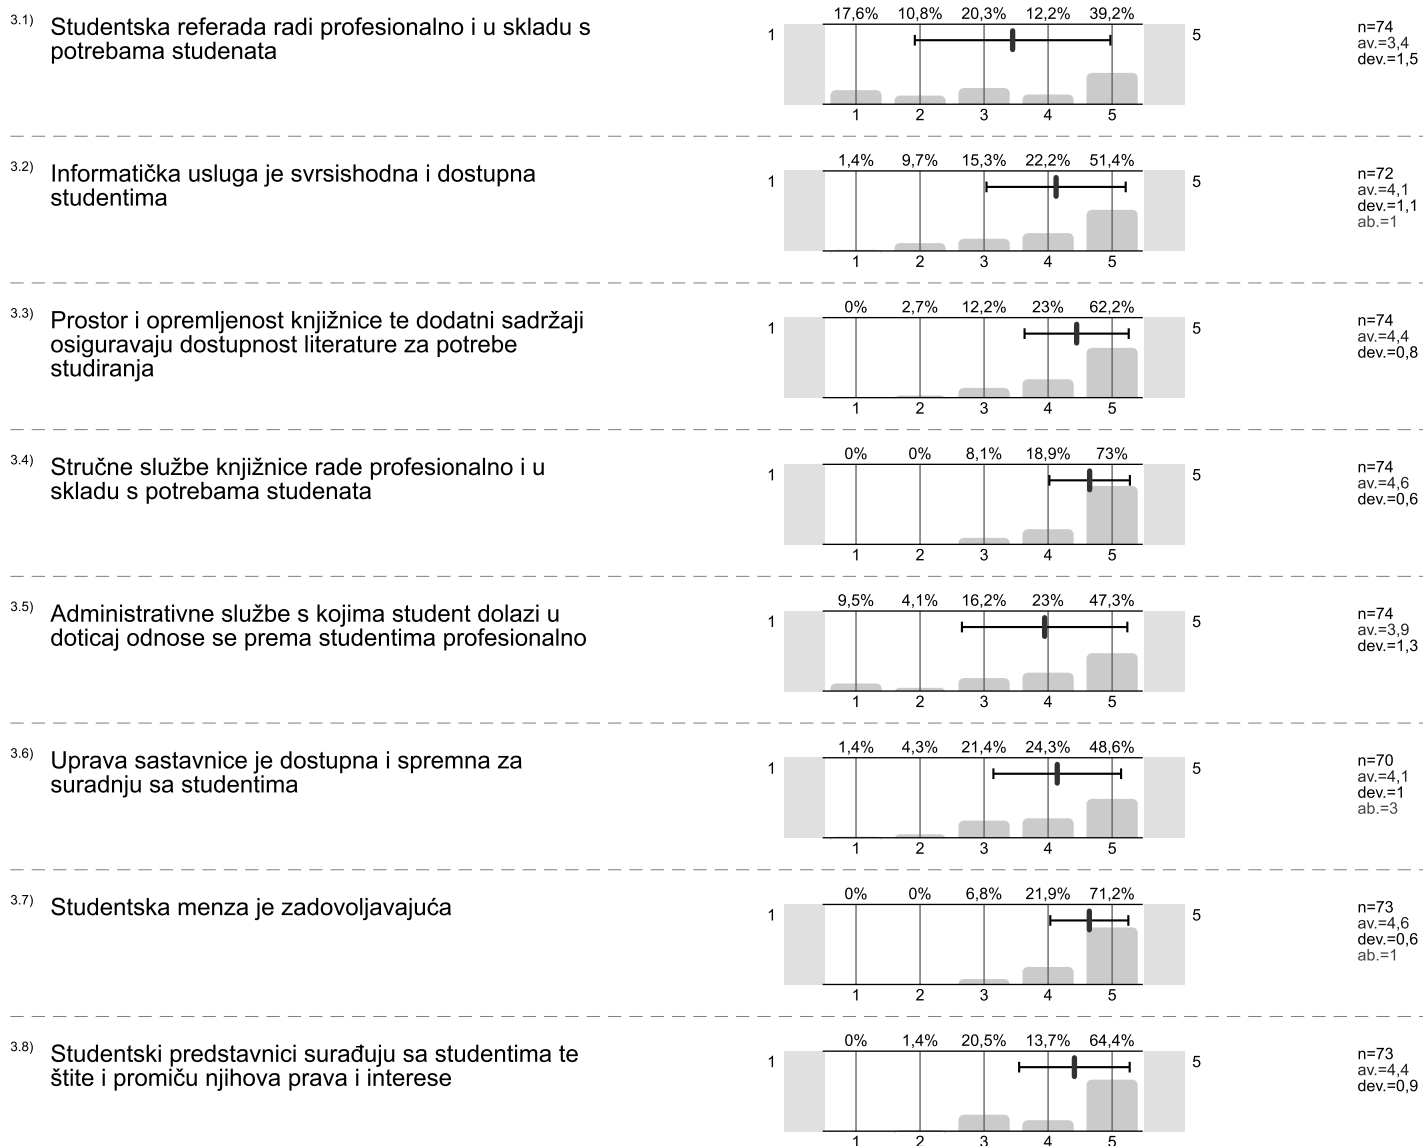 3.1) Studentska referada radi profesionalno i u skladu s
potrebama studenata
17,6% 10,8% 20,3% 12,2% 39,2%
1 5
1 2 3 4 5
n=74
av.=3,4
dev.=1,5
3.2) Informatička usluga je svrsishodna i dostupna
studentima
1,4% 9,7% 15,3% 22,2% 51,4%
1 5
1 2 3 4 5
n=72
av.=4,1
dev.=1,1
ab.=1
3.3) Prostor i opremljenost knjižnice te dodatni sadržaji
osiguravaju dostupnost literature za potrebe
studiranja
0% 2,7% 12,2% 23% 62,2%
1 5
1 2 3 4 5
n=74
av.=4,4
dev.=0,8
3.4) Stručne službe knjižnice rade profesionalno i u
skladu s potrebama studenata
0% 0% 8,1% 18,9% 73%
1 5
1 2 3 4 5
n=74
av.=4,6
dev.=0,6
3.5) Administrativne službe s kojima student dolazi u
doticaj odnose se prema studentima profesionalno
9,5% 4,1% 16,2% 23% 47,3%
1 5
1 2 3 4 5
n=74
av.=3,9
dev.=1,3
3.6) Uprava sastavnice je dostupna i spremna za
suradnju sa studentima
1,4% 4,3% 21,4% 24,3% 48,6%
1 5
1 2 3 4 5
n=70
av.=4,1
dev.=1
ab.=3
3.7) Studentska menza je zadovoljavajuća
0% 0% 6,8% 21,9% 71,2%
1 5
1 2 3 4 5
n=73
av.=4,6
dev.=0,6
ab.=1
3.8) Studentski predstavnici surađuju sa studentima te
štite i promiču njihova prava i interese
0% 1,4% 20,5% 13,7% 64,4%
1 5
1 2 3 4 5
n=73
av.=4,4
dev.=0,9